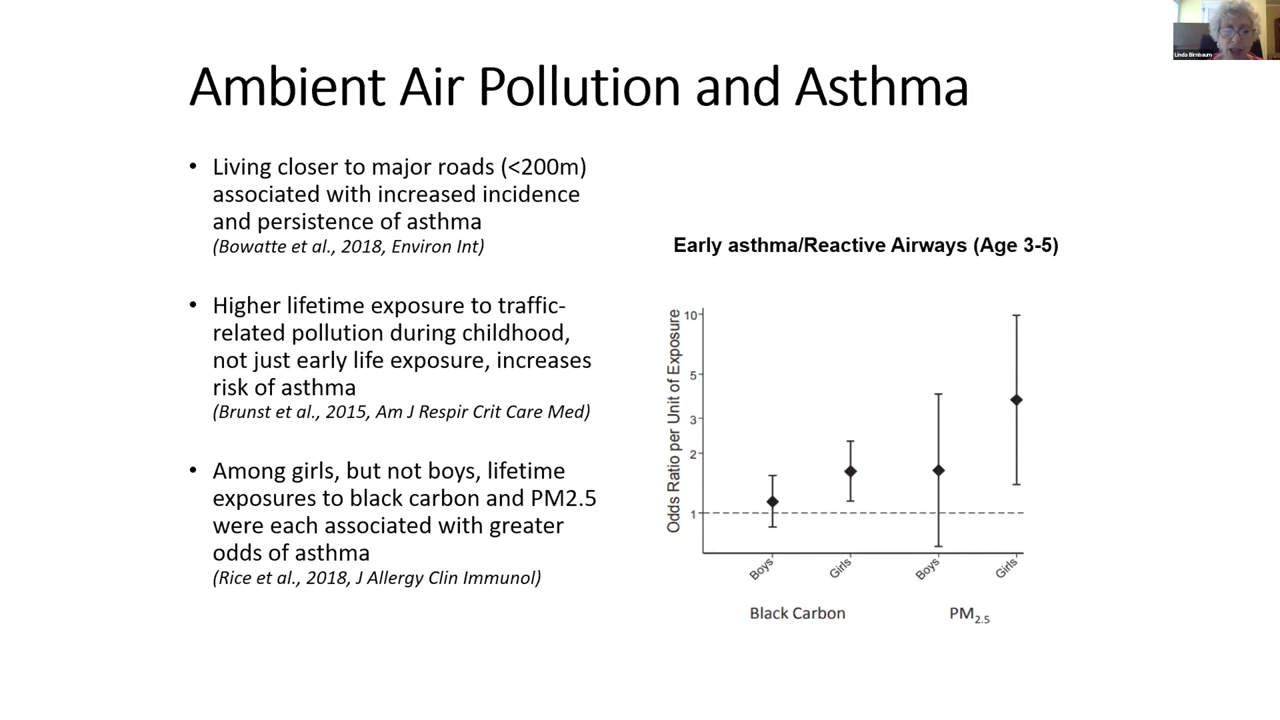 Linda Birnbaum
Ambient Air Pollution and Asthma
• Living closer to major roads (<200m)
associated with increased incidence
and persistence of asthma
(Bowatte et al., 2018, Environ Int)
• Higher lifetime exposure to traffic-
related pollution during childhood,
not just early life exposure, increases
risk of asthma
(Brunst et al., 2015, Am J Respir Crit Care Med)
• Among girls, but not boys, lifetime
exposures to black carbon and PM2.5
were each associated with greater
odds of asthma
(Rice et al., 2018, J Allergy Clin Immunol)
Early asthma/Reactive Airways (Age 3-5)
Odds Ratio per Unit of Exposure
10
5
3
2
1
Boys
Girls
Boys
Girls
Black Carbon
PM2.5